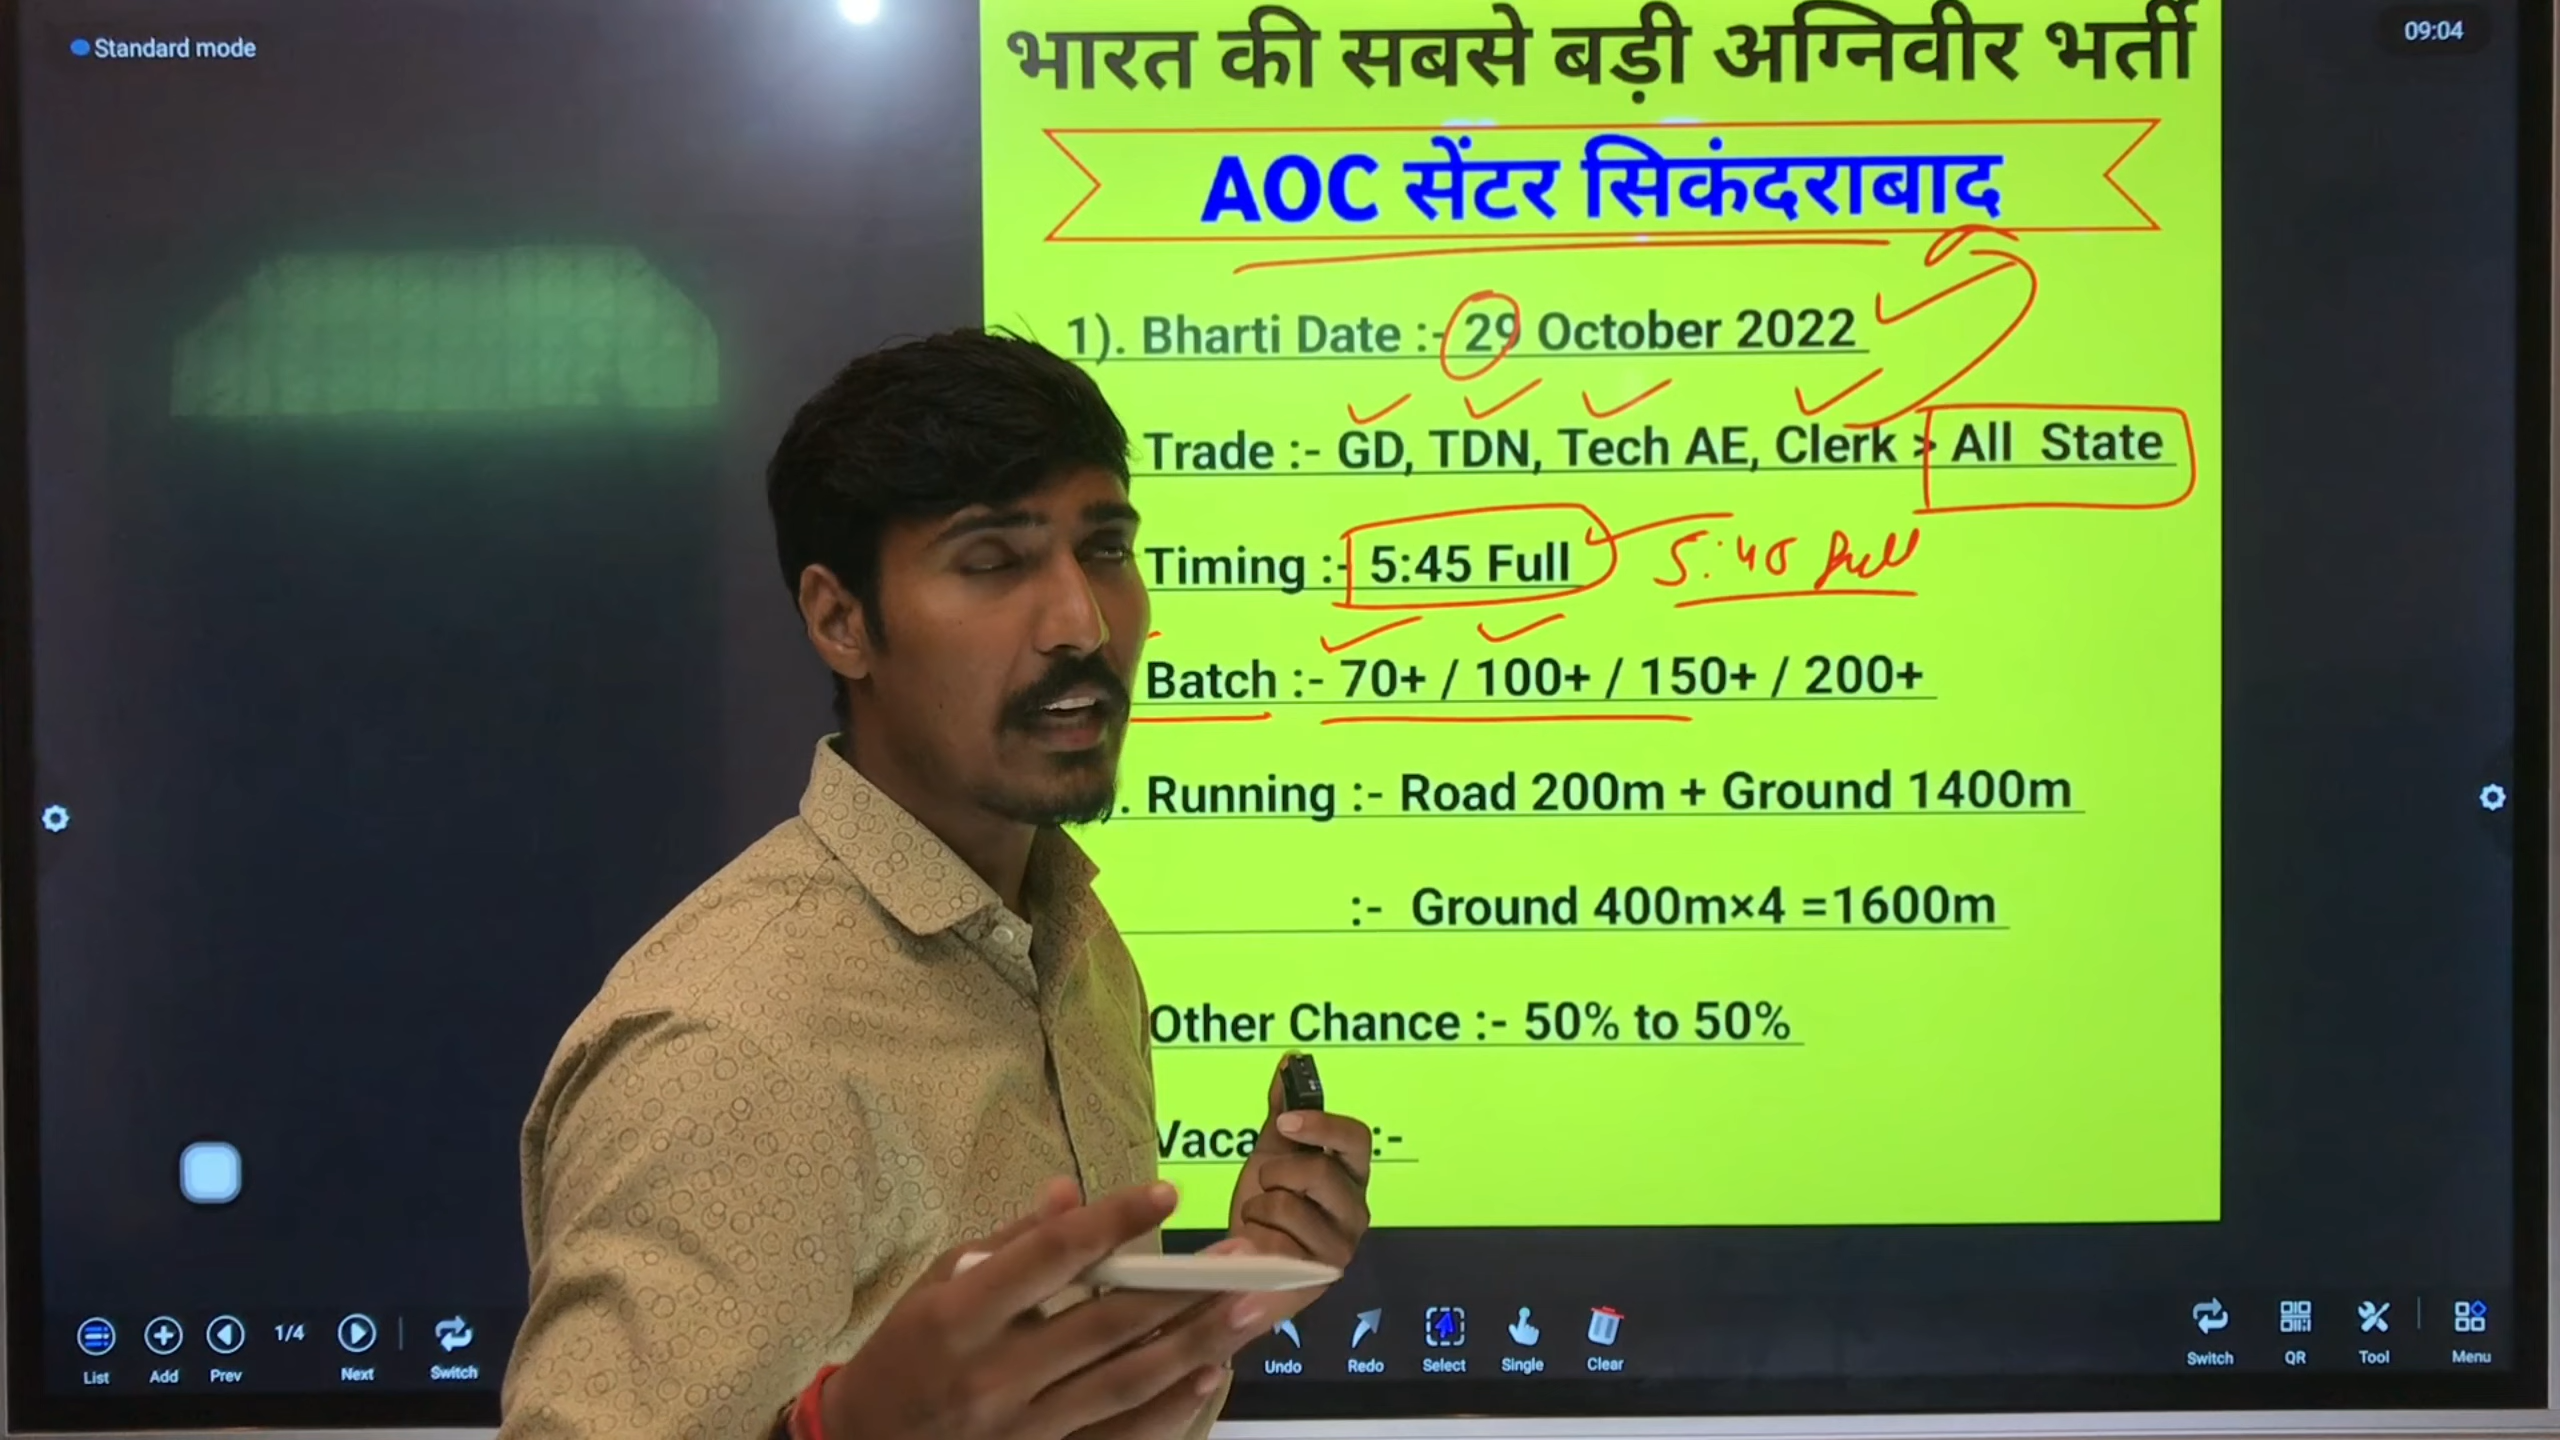 Standard mode
09:04
भारत की सबसे बड़ी अग्निवीर भर्ती
AOC सेंटर सिकंदराबाद
1). Bharti Date :- 29 October 2022
Trade :- GD, TDN, Tech AE, Clerk > All State
Timing :- 5:45 Full 5:45 full
Batch :- 70+ / 100+ / 150+ / 200+
. Running :- Road 200m + Ground 1400m
:- Ground 400m×4 =1600m
Other Chance :- 50% to 50%
:-
1/4
List Add Prev Next Switch Undo Redo Select Single Clear Switch QR Tool Menu